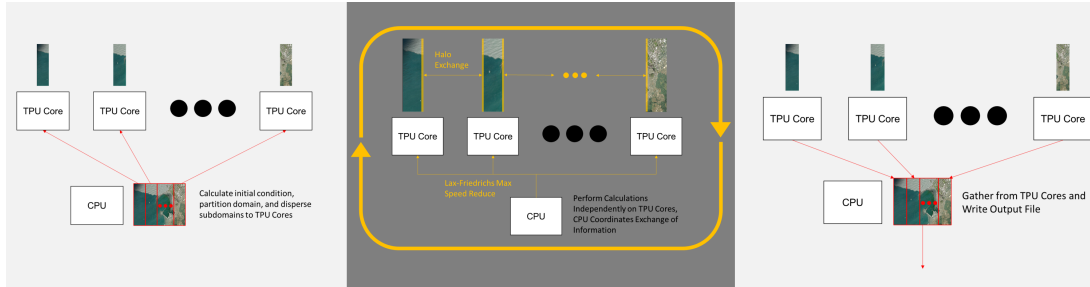 TPU Core
TPU Core
TPU Core
CPU
Calculate initial condition,
partition domain, and disperse
subdomains to TPU Cores
Halo
Exchange
TPU Core
TPU Core
TPU Core
Lax-Friedrichs Max
Speed Reduce
CPU
Perform Calculations
Independently on TPU Cores,
CPU Coordinates Exchange of
Information
TPU Core
TPU Core
TPU Core
CPU
Gather from TPU Cores and
Write Output File